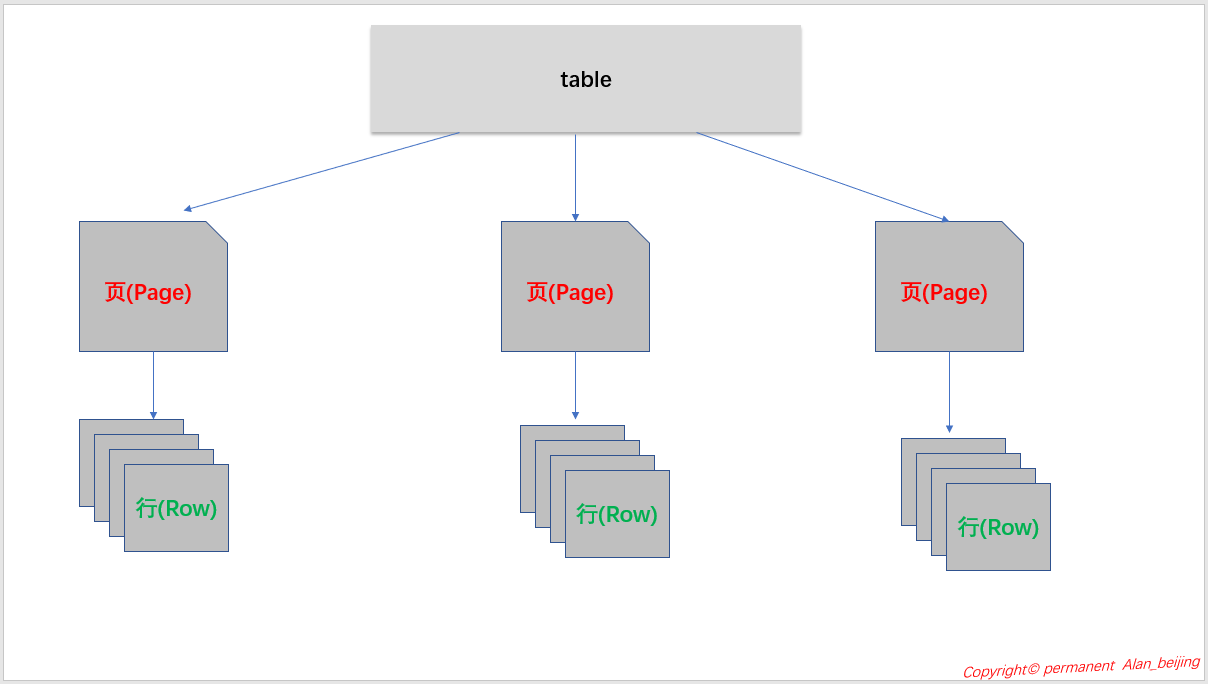 table
页(Page)
页(Page)
页(Page)
行(Row)
行(Row)
行(Row)
Copyright© permanent Alan_beijing